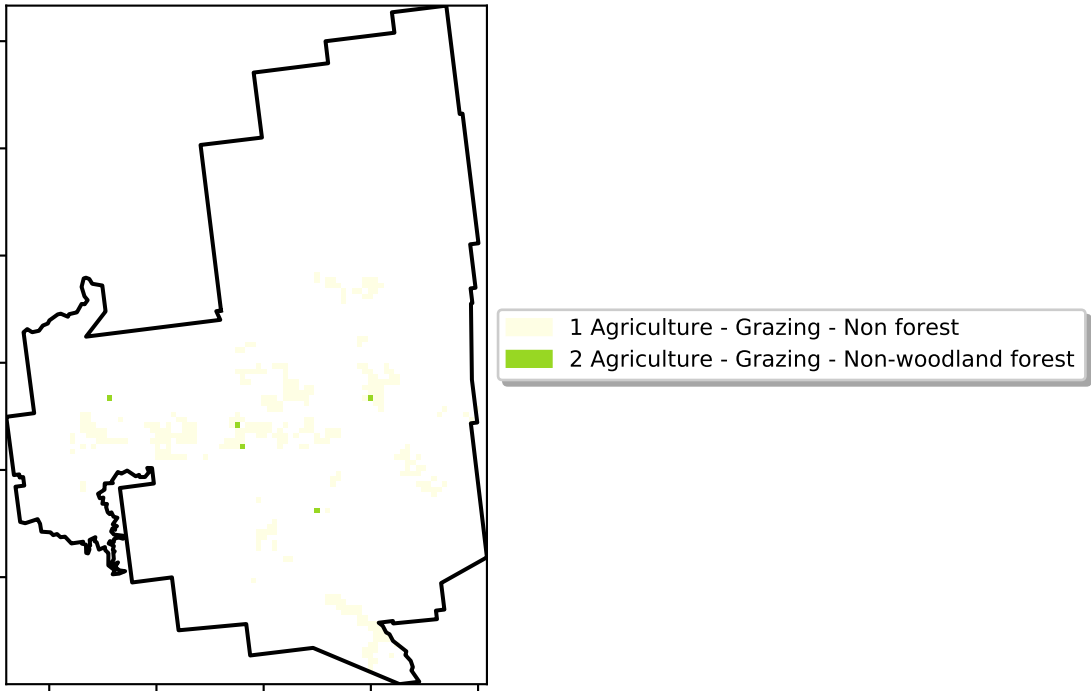 1 Agriculture - Grazing - Non forest
2 Agriculture - Grazing - Non-woodland forest